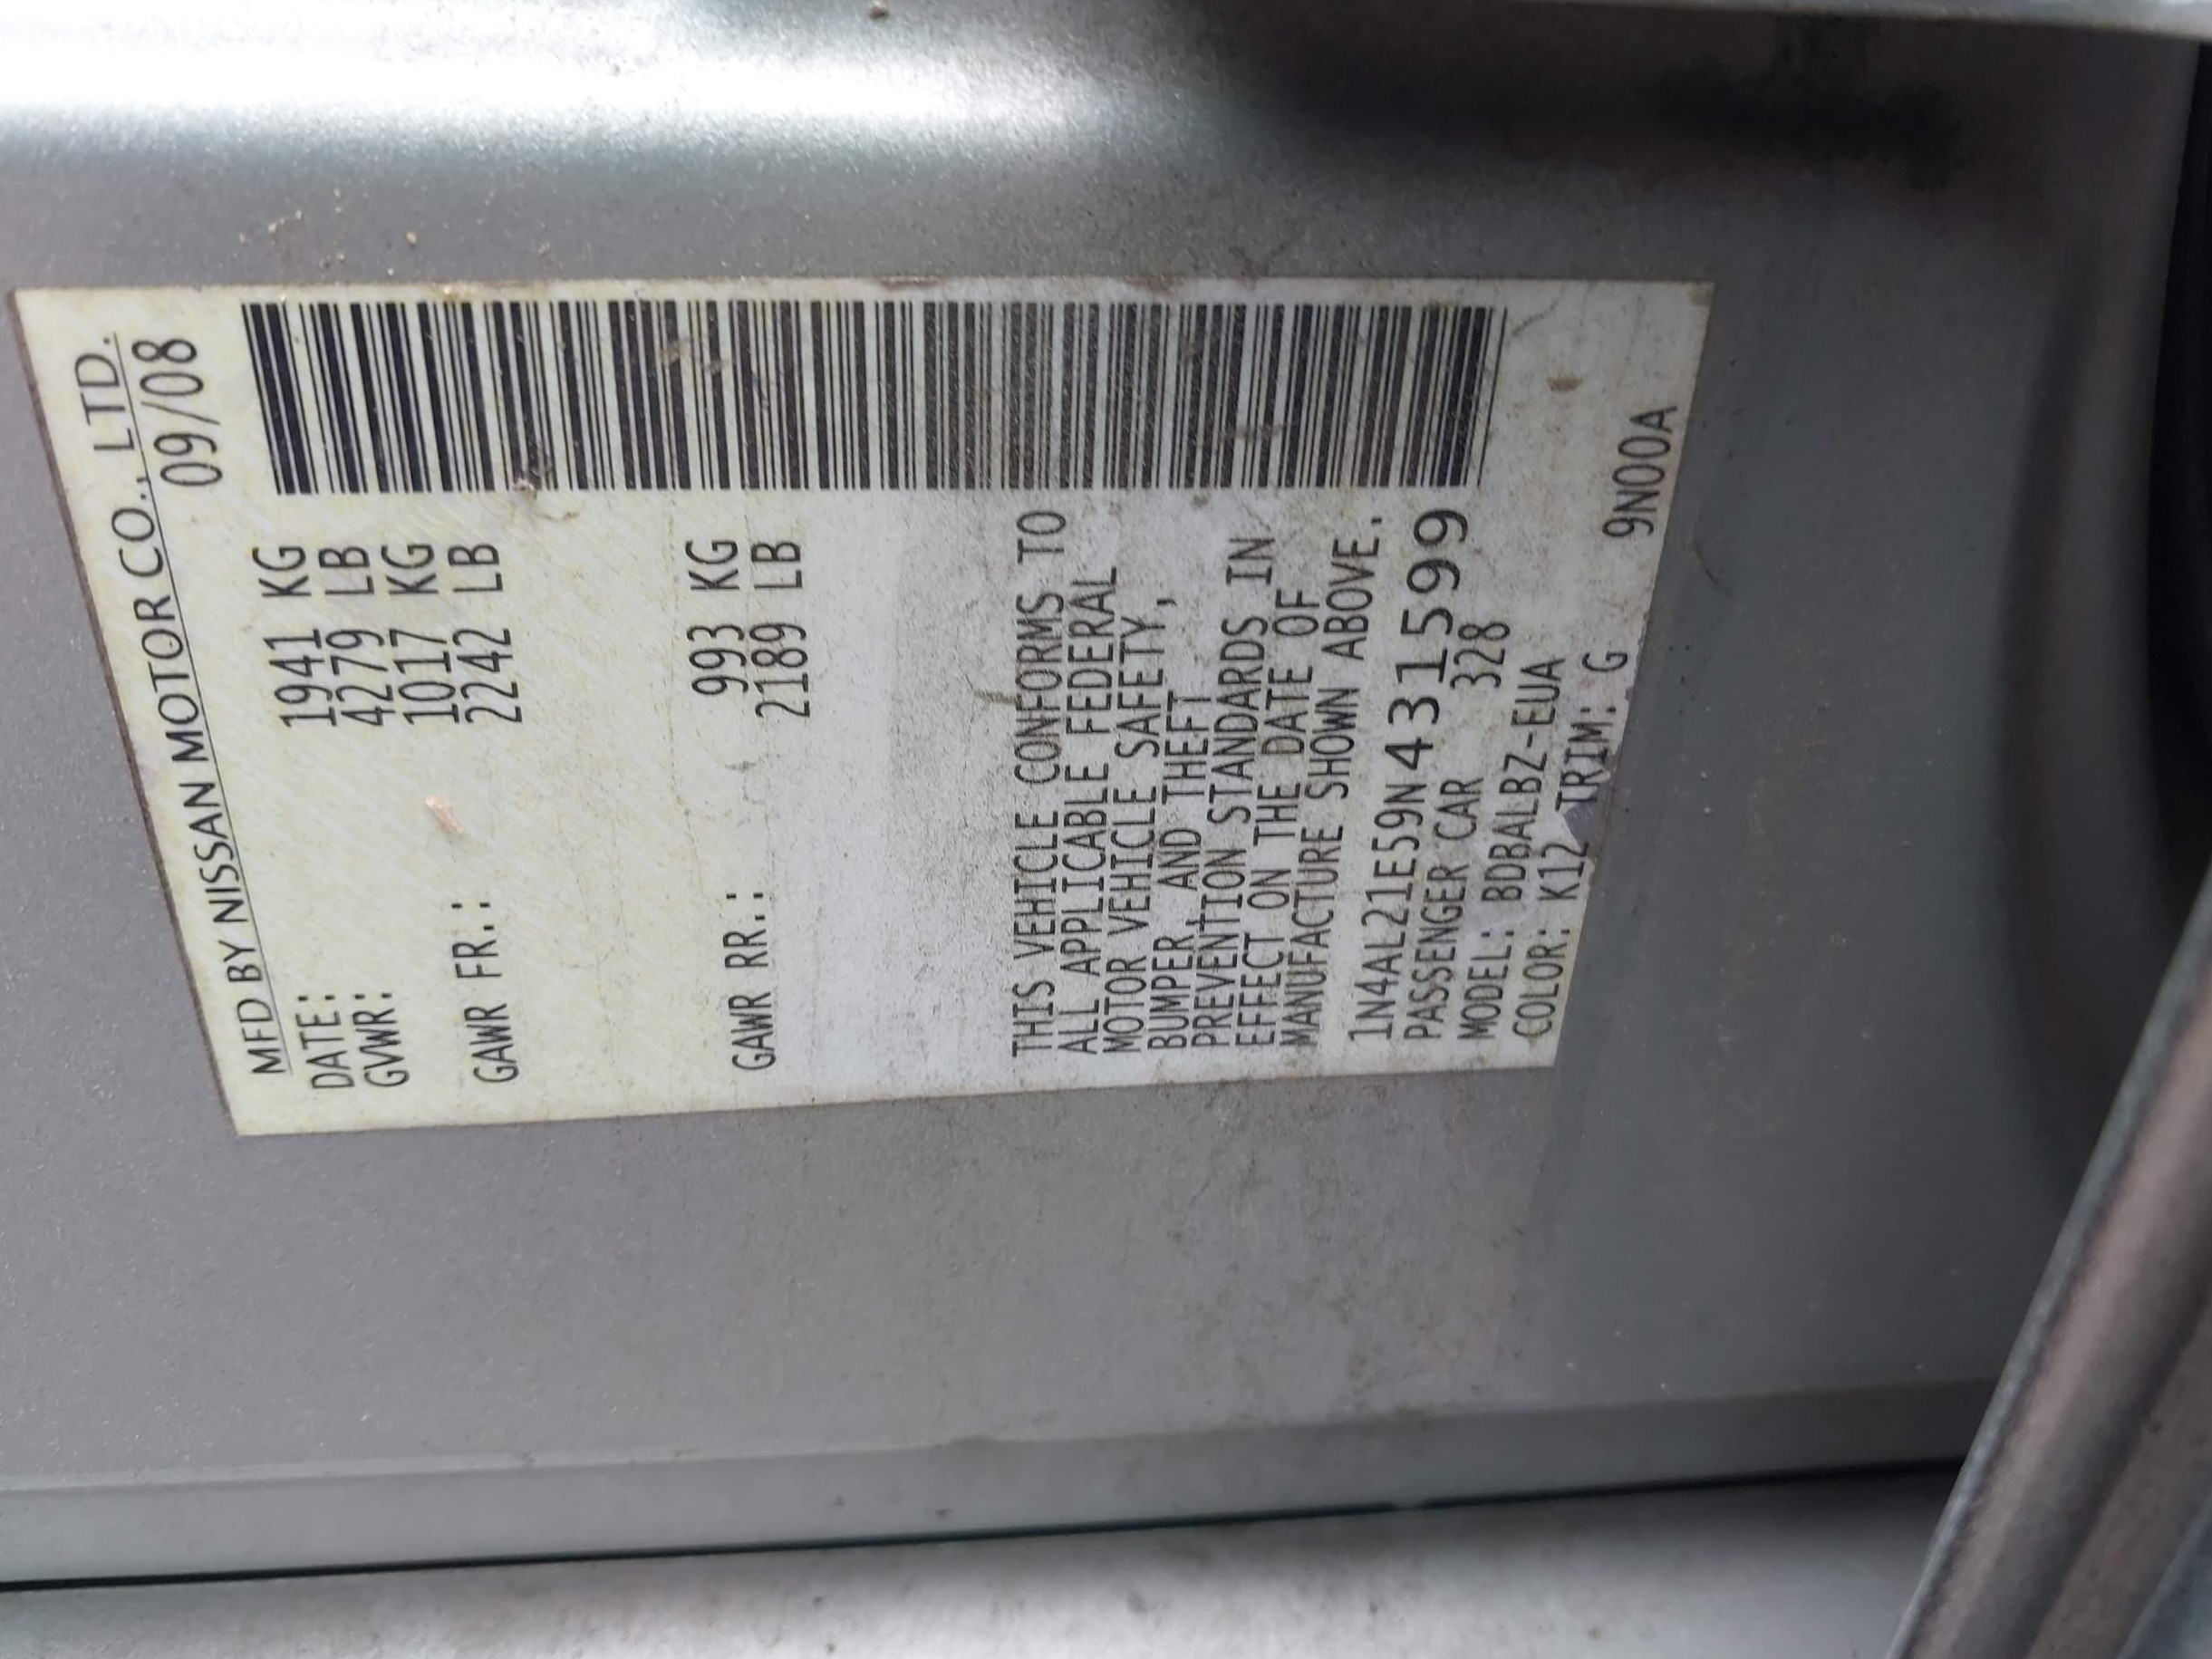 MFD BY NISSAN MOTOR CO., LTD.
DATE: 09/08
GVWR: 1941 KG
4279 LB
GAWR FR.: 1017 KG
2242 LB
GAWR RR.: 993 KG
2189 LB
THIS VEHICLE CONFORMS TO
ALL APPLICABLE FEDERAL
MOTOR VEHICLE SAFETY,
BUMPER, AND THEFT
PREVENTION STANDARDS IN
EFFECT ON THE DATE OF
MANUFACTURE SHOWN ABOVE.
1N4AL21E59N431599
PASSENGER CAR 328
MODEL: BDBALBZ-EUA
COLOR: K12 TRIM: G 9N00A